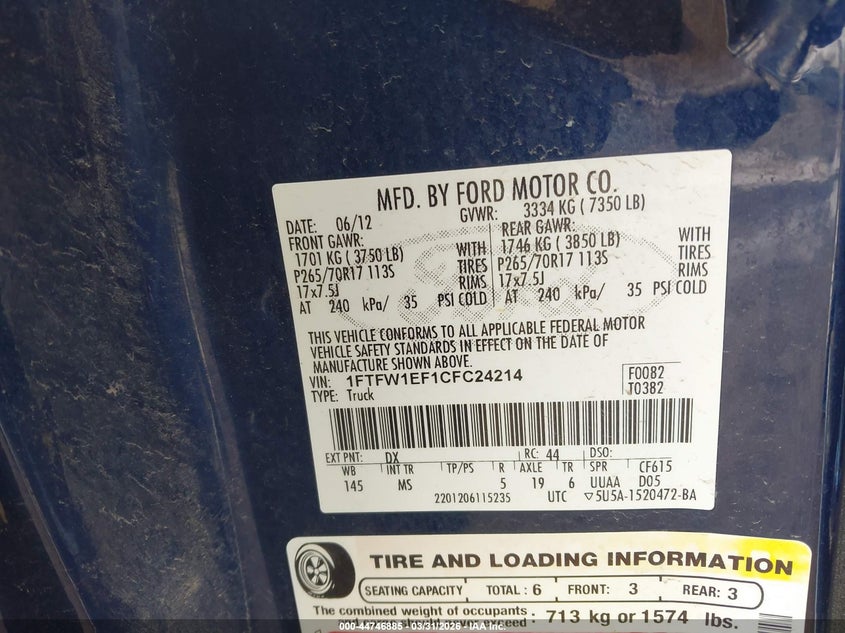 MFD. BY FORD MOTOR CO.
DATE: 06/12 GVWR: 3334 KG ( 7350 LB)
FRONT GAWR: REAR GAWR:
1701 KG ( 3750 LB) WITH 1746 KG ( 3850 LB) WITH
P265/70R17 113S TIRES P265/70R17 113S TIRES
17x7.5J RIMS 17x7.5J RIMS
AT 240 kPa/ 35 PSI COLD AT 240 kPa/ 35 PSI COLD
THIS VEHICLE CONFORMS TO ALL APPLICABLE FEDERAL MOTOR
VEHICLE SAFETY STANDARDS IN EFFECT ON THE DATE OF
MANUFACTURE SHOWN ABOVE.
VIN: 1FTFW1EF1CFC24214 F0082
TYPE: Truck T0382
EXT PNT: DX RC: 44 DSO:
WB INT TR TP/PS R AXLE TR SPR CF615
145 MS 5 19 6 UUAA D05
2201206115235 UTC ▽5U5A-1520472-BA
TIRE AND LOADING INFORMATION
SEATING CAPACITY TOTAL : 6 FRONT: 3 REAR: 3
The combined weight of occupants
exceed : 713 kg or 1574 lbs.
000-44746885 - 03/31/2026 - IAA Inc.